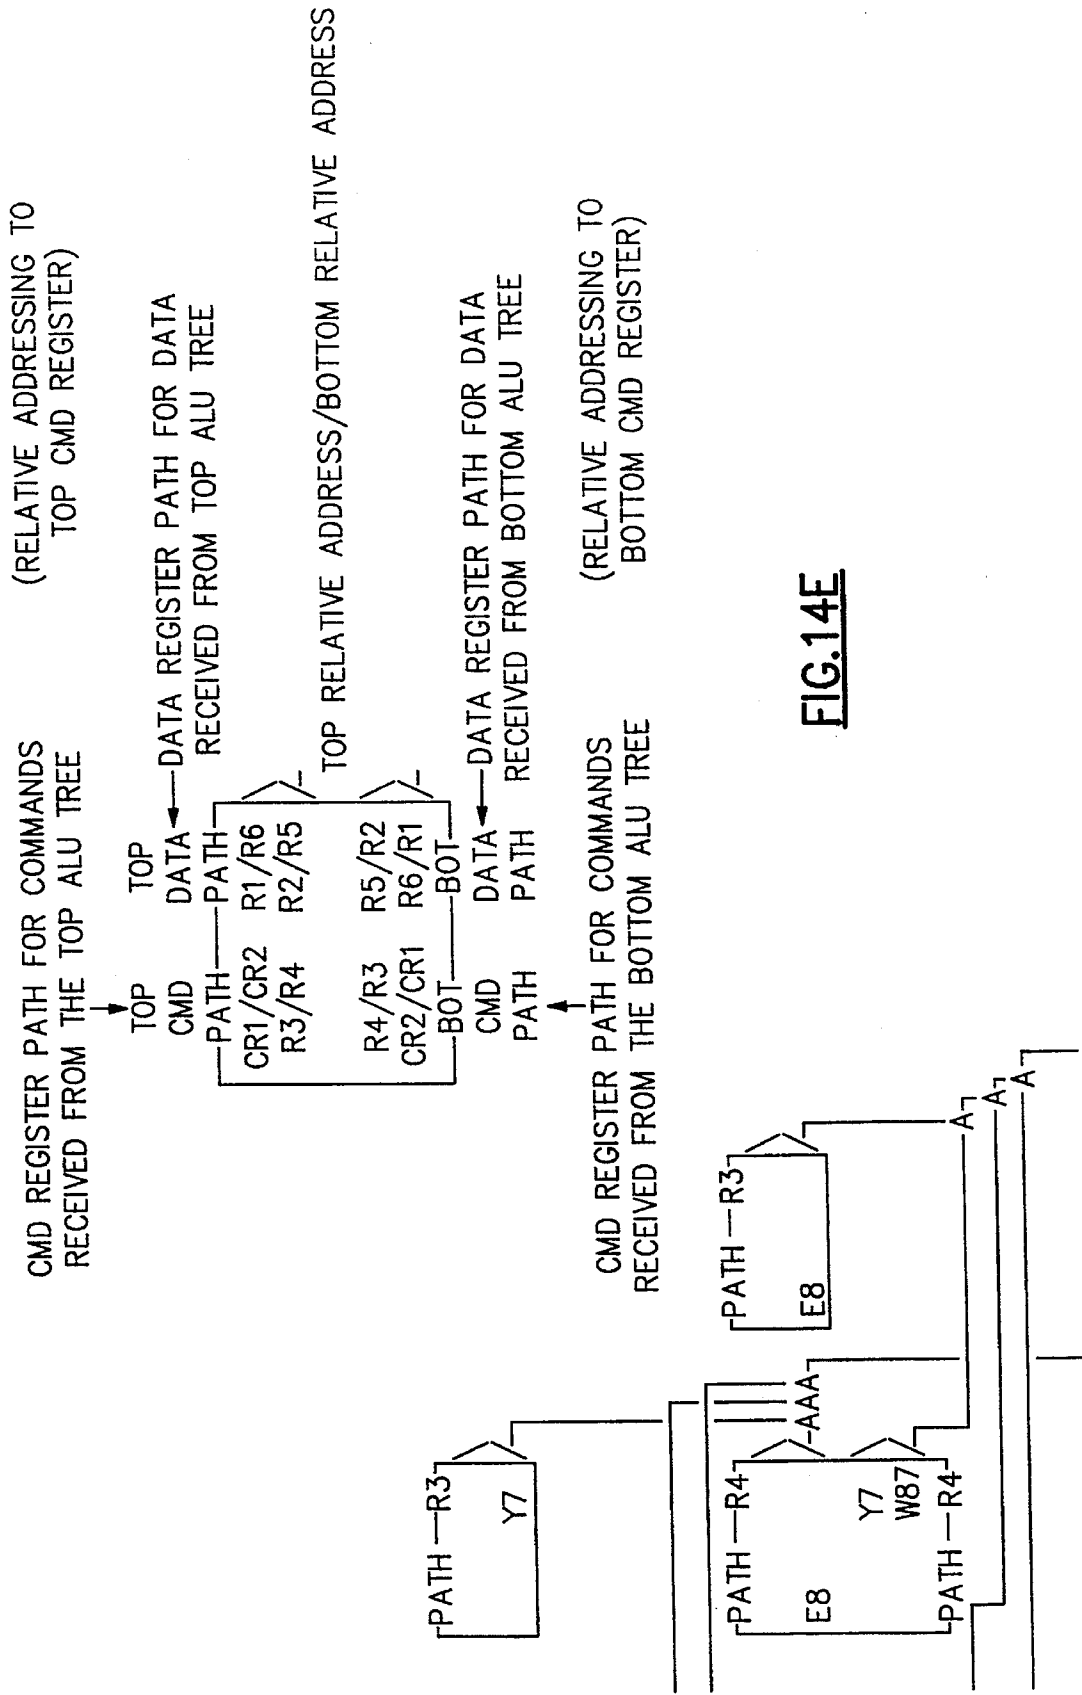 CMD REGISTER PATH FOR COMMANDS
RECEIVED FROM THE TOP ALU TREE
(RELATIVE ADDRESSING TO
TOP CMD REGISTER)
TOP TOP
CMD DATA DATA REGISTER PATH FOR DATA
PATH PATH RECEIVED FROM TOP ALU TREE
CR1/CR2 R1/R6
R3/R4 R2/R5
TOP RELATIVE ADDRESS/BOTTOM RELATIVE ADDRESS
R4/R3 R5/R2
CR2/CR1 R6/R1
BOT BOT
CMD DATA DATA REGISTER PATH FOR DATA
PATH PATH RECEIVED FROM BOTTOM ALU TREE
CMD REGISTER PATH FOR COMMANDS
RECEIVED FROM THE BOTTOM ALU TREE
(RELATIVE ADDRESSING TO
BOTTOM CMD REGISTER)
PATH R3
Y7
PATH R4
E8
Y7
W87
PATH R4
AAA
PATH R3
E8
A
A
A
FIG.14E